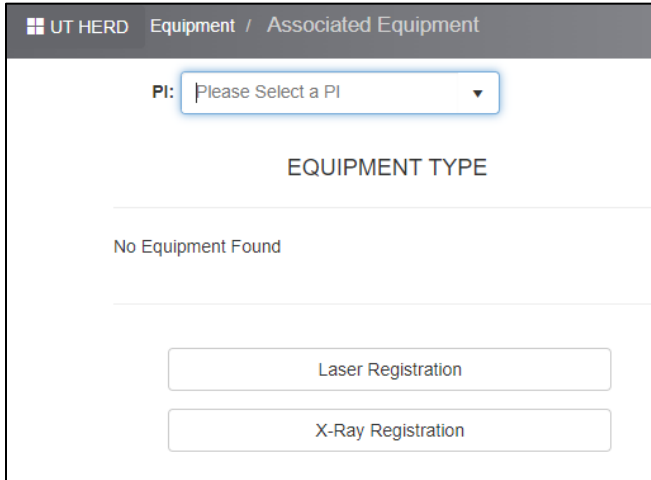 UT HERD Equipment / Associated Equipment
PI: Please Select a PI
EQUIPMENT TYPE
No Equipment Found
Laser Registration
X-Ray Registration